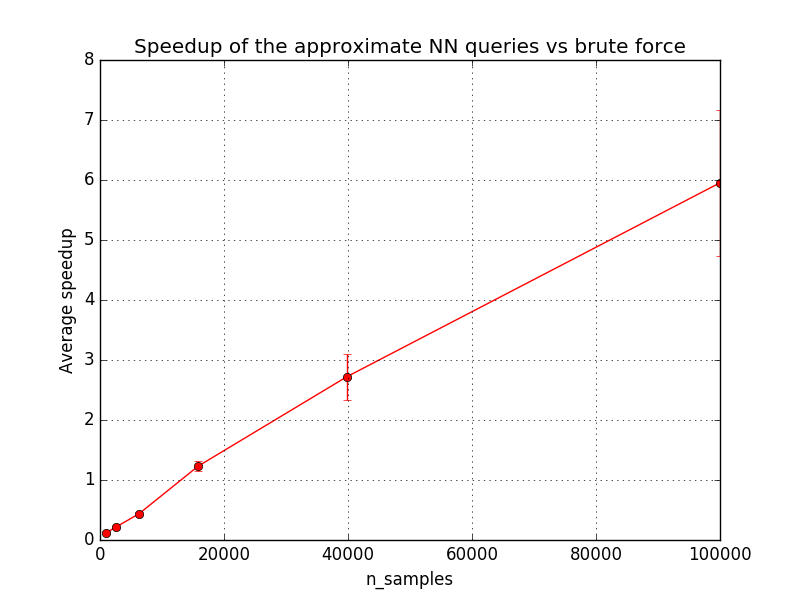 Speedup of the approximate NN queries vs brute force
8
7
6
5
4
3
2
1
0
Average speedup
0 20000 40000 60000 80000 100000
n_samples